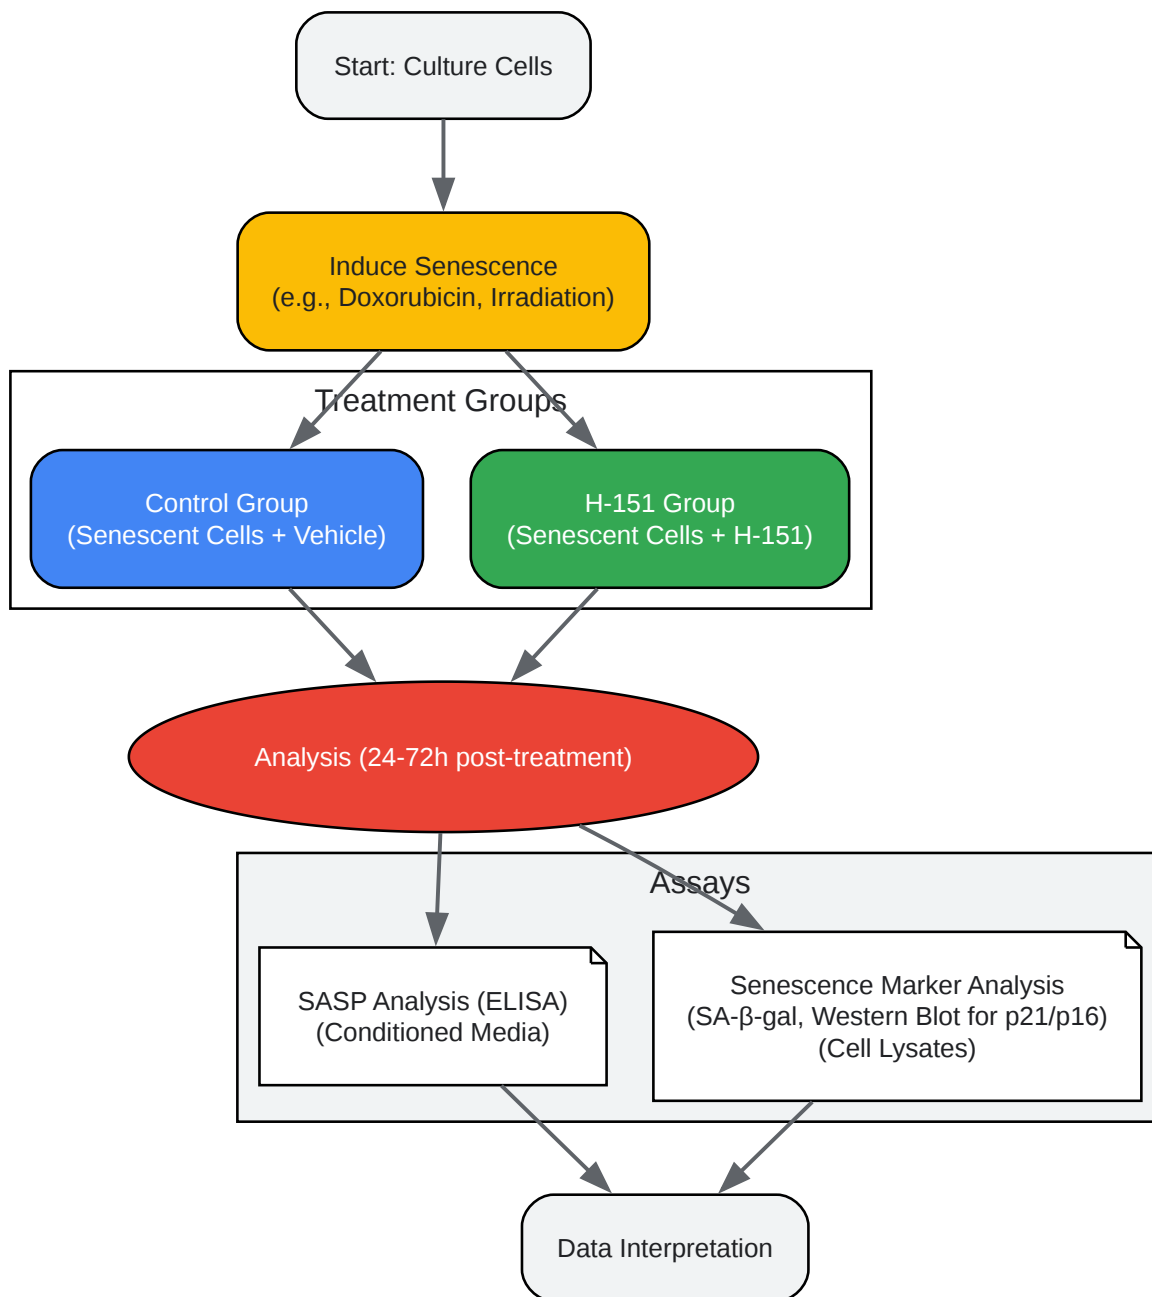 Start: Culture Cells
Induce Senescence
(e.g., Doxorubicin, Irradiation)
Treatment Groups
Control Group
(Senescent Cells + Vehicle)
H-151 Group
(Senescent Cells + H-151)
Analysis (24-72h post-treatment)
Assays
SASP Analysis (ELISA)
(Conditioned Media)
Senescence Marker Analysis
(SA-β-gal, Western Blot for p21/p16)
(Cell Lysates)
Data Interpretation